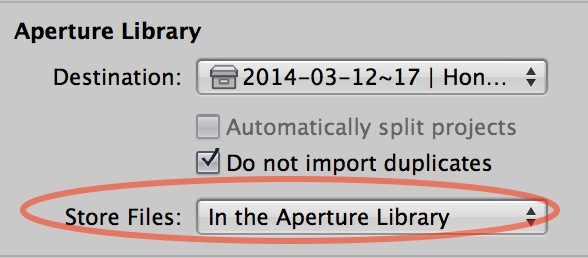 Aperture Library
Destination: 2014-03-12~17 | Hon...
Automatically split projects
Do not import duplicates
Store Files: In the Aperture Library